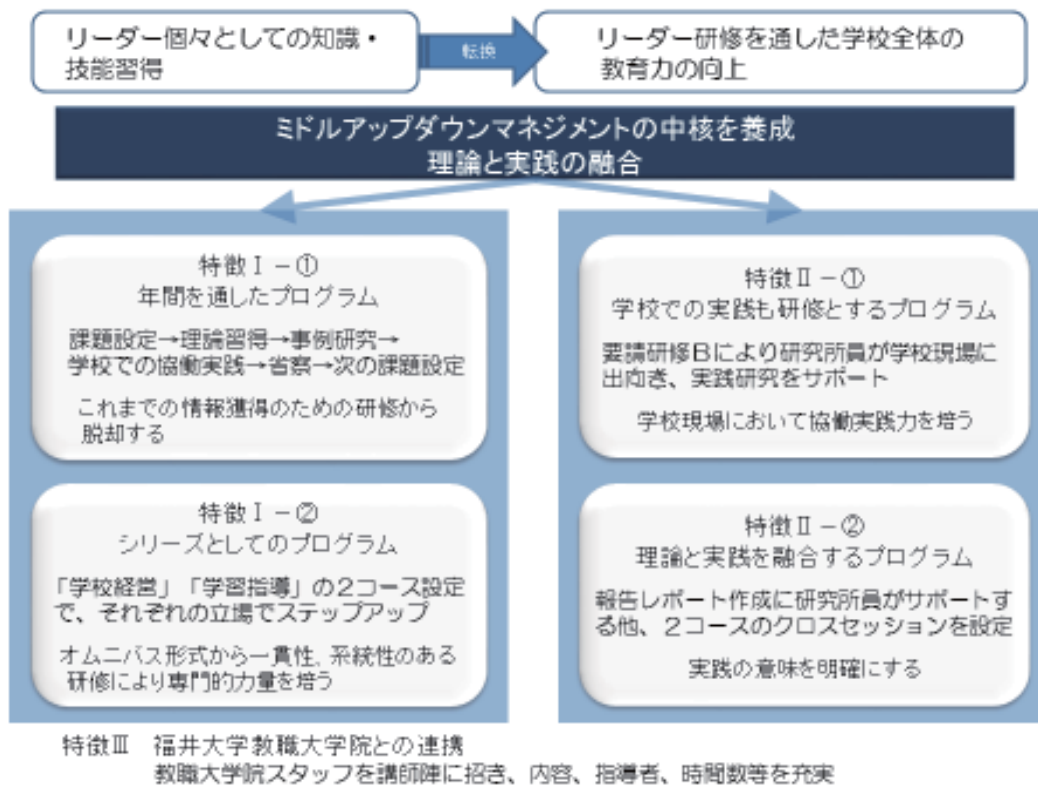 リーダー個々としての知識・
技能習得
転換
リーダー研修を通した学校全体の
教育力の向上
ミドルアップダウンマネジメントの中核を養成
理論と実践の融合
特徴Ⅰ－①
年間を通したプログラム
課題設定→理論習得→事例研究→
学校での協働実践→省察→次の課題設定
これまでの情報獲得のための研修から
脱却する
特徴Ⅰ－②
シリーズとしてのプログラム
「学校経営」「学習指導」の２コース設定
で、それぞれの立場でステップアップ
オムニバス形式から一貫性、系統性のある
研修により専門的力量を培う
特徴Ⅱ－①
学校での実践も研修とするプログラム
要請研修Ｂにより研究所員が学校現場に
出向き、実践研究をサポート
学校現場において協働実践力を培う
特徴Ⅱ－②
理論と実践を融合するプログラム
報告レポート作成に研究所員がサポートす
る他、２コースのクロスセッションを設定
実践の意味を明確にする
特徴Ⅲ　福井大学教職大学院との連携
教職大学院スタッフを講師陣に招き、内容、指導者、時間数等を充実